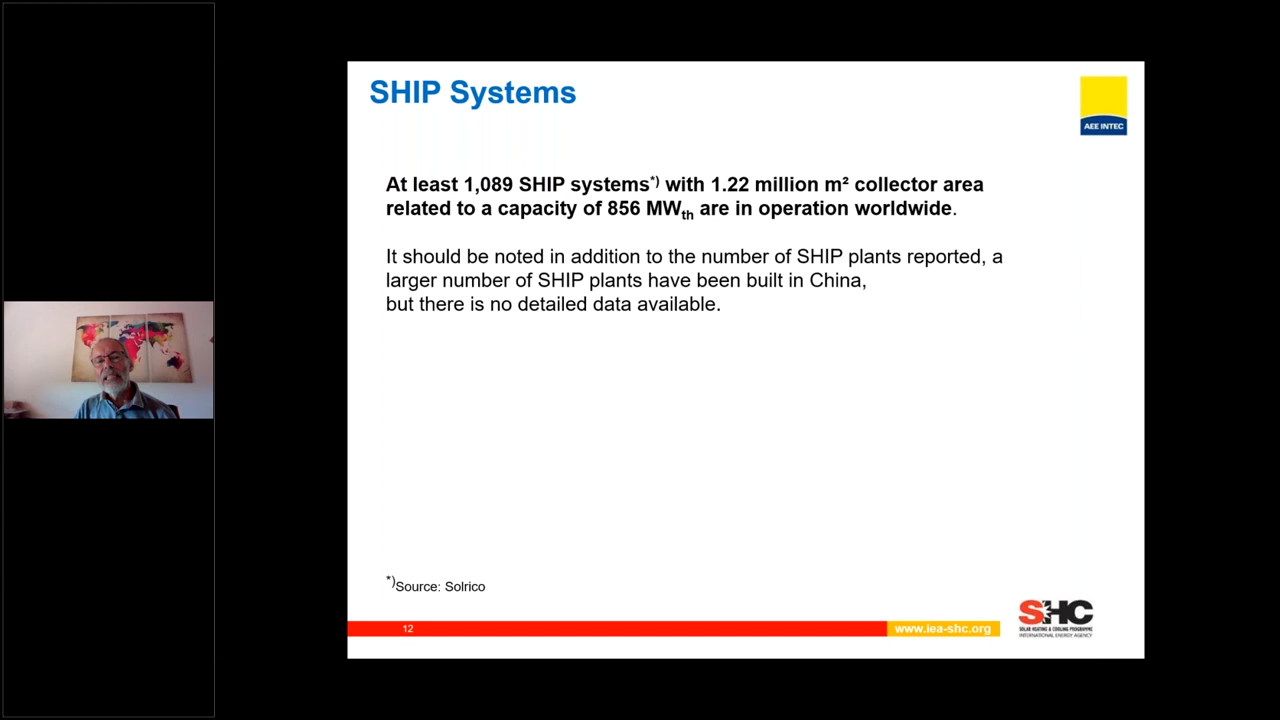 SHIP Systems
AEE INTEC
At least 1,089 SHIP systems*) with 1.22 million m² collector area
related to a capacity of 856 MWth are in operation worldwide.
It should be noted in addition to the number of SHIP plants reported, a
larger number of SHIP plants have been built in China,
but there is no detailed data available.
*)Source: Solrico
12
www.iea-shc.org
SHC
SOLAR HEATING & COOLING PROGRAMME
INTERNATIONAL ENERGY AGENCY